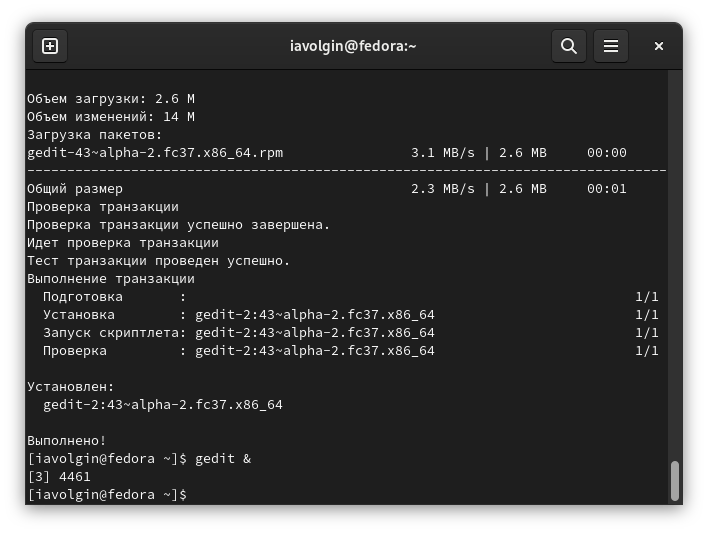 iavolgin@fedora:~
Объем загрузки: 2.6 M
Объем изменений: 14 M
Загрузка пакетов:
gedit-43~alpha-2.fc37.x86_64.rpm                3.1 MB/s | 2.6 MB     00:00
--------------------------------------------------------------------------------
Общий размер                                    2.3 MB/s | 2.6 MB     00:01
Проверка транзакции
Проверка транзакции успешно завершена.
Идет проверка транзакции
Тест транзакции проведен успешно.
Выполнение транзакции
  Подготовка       :                                                        1/1
  Установка        : gedit-2:43~alpha-2.fc37.x86_64                         1/1
  Запуск скриптлета: gedit-2:43~alpha-2.fc37.x86_64                         1/1
  Проверка         : gedit-2:43~alpha-2.fc37.x86_64                         1/1
Установлен:
  gedit-2:43~alpha-2.fc37.x86_64
Выполнено!
[iavolgin@fedora ~]$ gedit &
[3] 4461
[iavolgin@fedora ~]$